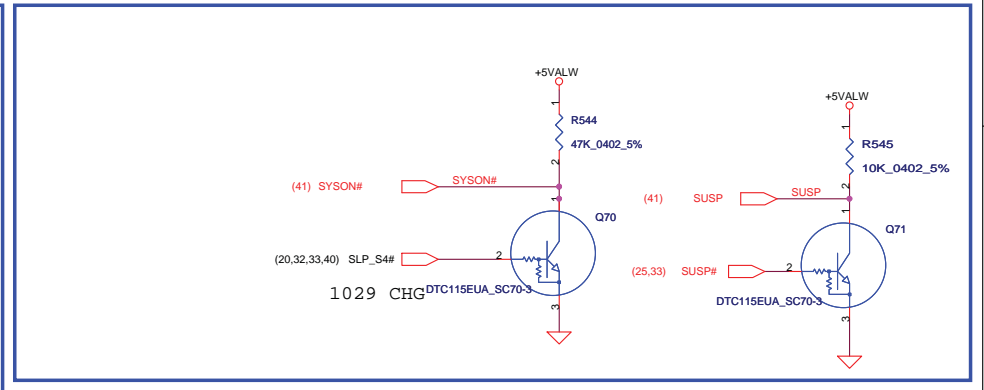 +5VALW
1
R544
47K_0402_5%
2
(41) SYSON#
SYSON#
1
Q70
(20,32,33,40) SLP_S4#
2
1029 CHG
DTC115EUA_SC70-3
3
+5VALW
1
R545
10K_0402_5%
2
(41) SUSP
SUSP
1
Q71
(25,33) SUSP#
2
DTC115EUA_SC70-3
3